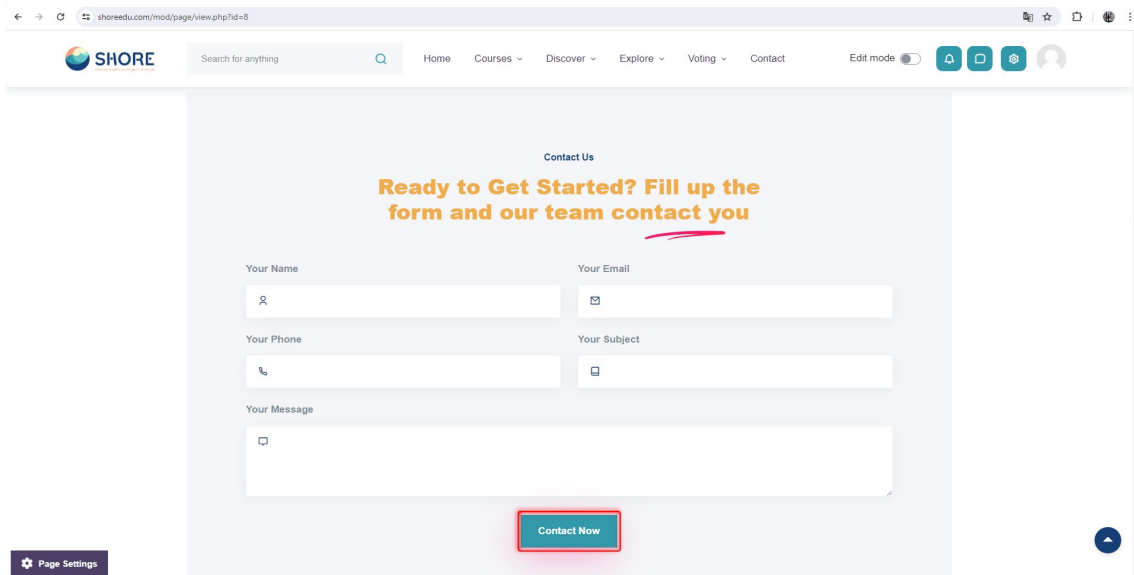 shoreedu.com/mod/page/view.php?id=8
SHORE
Search for anything
Home Courses Discover Explore Voting Contact
Edit mode
Contact Us
Ready to Get Started? Fill up the
form and our team contact you
Your Name
Your Email
Your Phone
Your Subject
Your Message
Contact Now
Page Settings